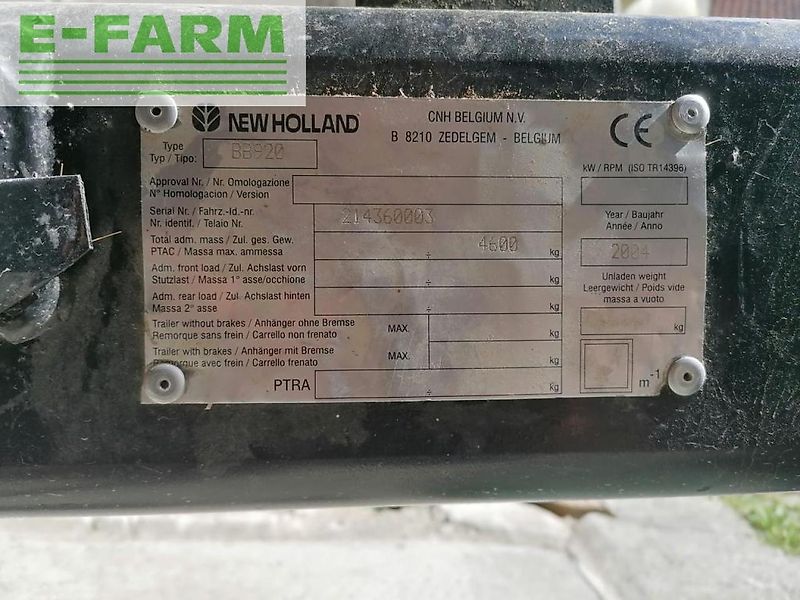 E-FARM
NEW HOLLAND
CNH BELGIUM N.V.
B 8210 ZEDELGEM - BELGIUM
CE
Type
Typ / Tipo:
BB920
kW / RPM (ISO TR14396)
Approval Nr. / Nr. Omologazione
N° Homologacion / Version
Serial Nr. / Fahrz.-Id.-nr.
Nr. identif. / Telaio Nr.
214360003
Year / Baujahr
Année / Anno
2004
Total adm. mass / Zul. ges. Gew.
PTAC / Massa max. ammessa
÷
4600
kg
Adm. front load / Zul. Achslast vorn
Stutzlast / Massa 1° asse/occhione
÷
kg
Unladen weight
Leergewicht / Poids vide
massa a vuoto
kg
Adm. rear load / Zul. Achslast hinten
Massa 2° asse
÷
kg
Trailer without brakes / Anhänger ohne Bremse
Remorque sans frein / Carrello non frenato
MAX.
kg
Trailer with brakes / Anhänger mit Bremse
Remorque avec frein / Carrello frenato
MAX.
kg
PTRA
÷
kg
m-1